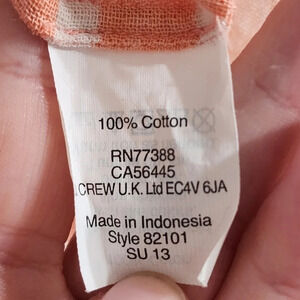 100% Cotton
RN77388
CA56445
CREW U.K. Ltd EC4V 6JA
Made in Indonesia
Style 82101
SU 13